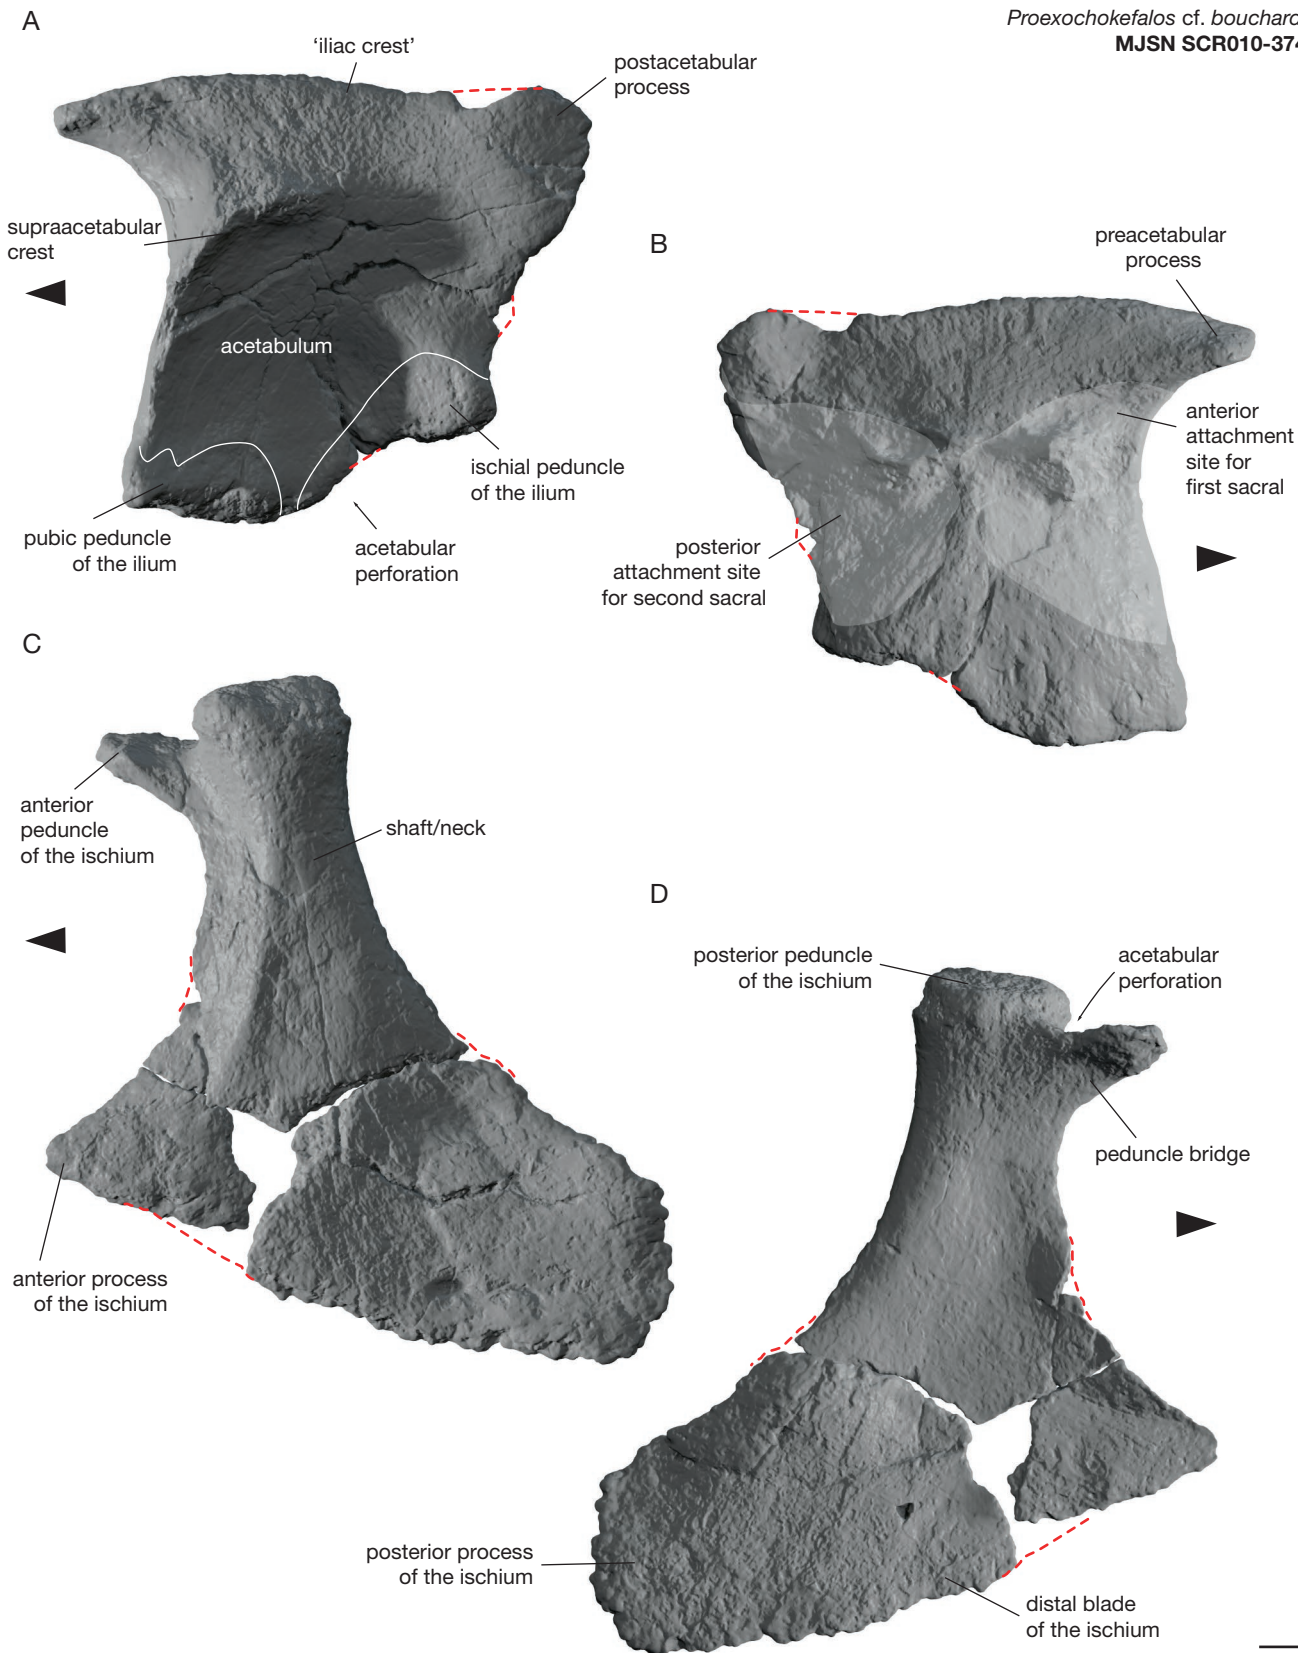 A
Proexochokefalos cf. bouchard
MJSN SCR010-374
'iliac crest'
postacetabular
process
supraacetabular
crest
acetabulum
ischial peduncle
of the ilium
pubic peduncle
of the ilium
acetabular
perforation
B
preacetabular
process
anterior
attachment
site for
first sacral
posterior
attachment site
for second sacral
C
anterior
peduncle
of the ischium
shaft/neck
anterior process
of the ischium
D
posterior peduncle
of the ischium
acetabular
perforation
peduncle bridge
posterior process
of the ischium
distal blade
of the ischium